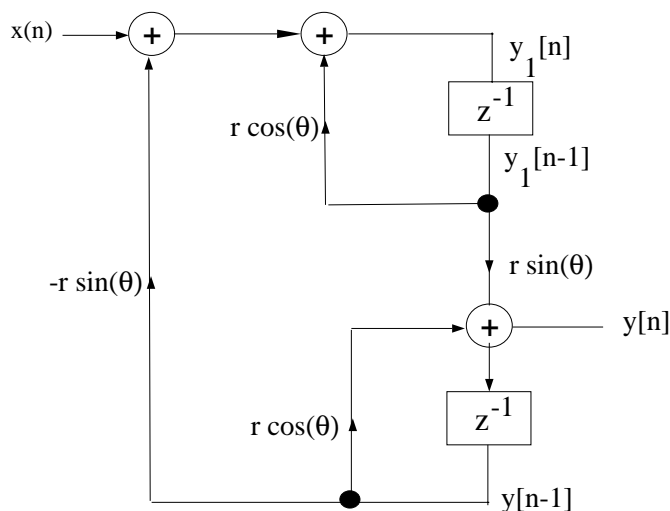 x(n)
+
+
y₁[n]
z⁻¹
r cos(θ)
y₁[n-1]
-r sin(θ)
r sin(θ)
+
y[n]
z⁻¹
r cos(θ)
y[n-1]